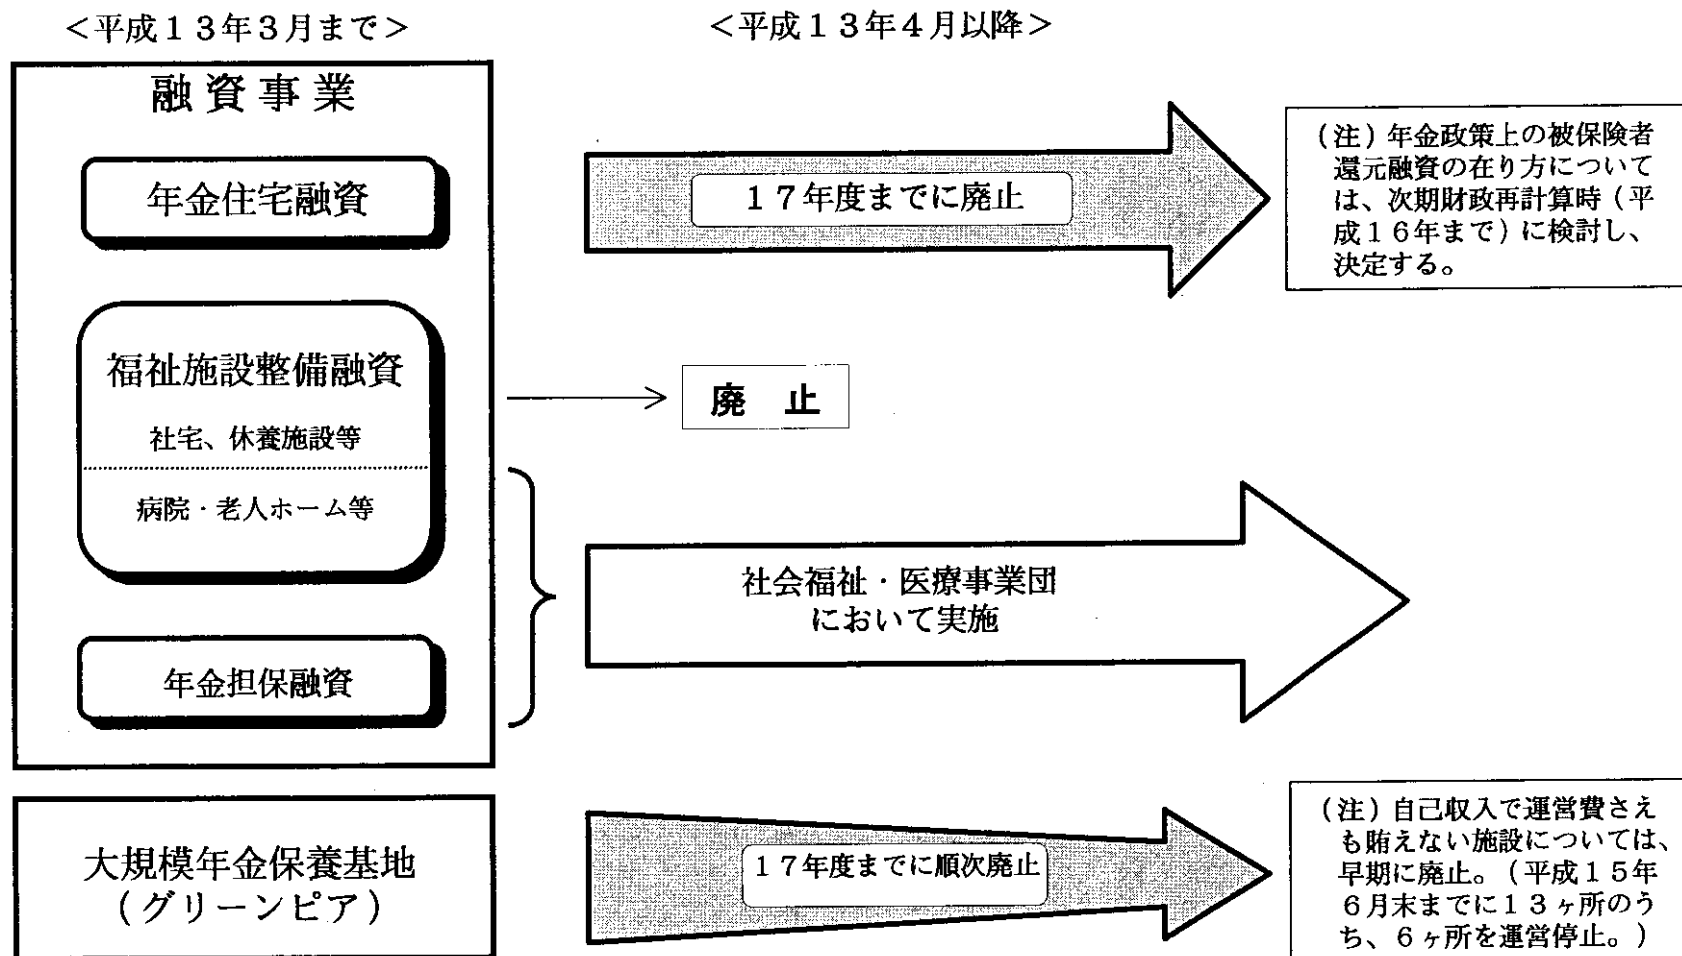 ＜平成１３年３月まで＞
＜平成１３年４月以降＞
融資事業
年金住宅融資
１７年度までに廃止
（注）年金政策上の被保険者
還元融資の在り方について
は、次期財政再計算時（平
成１６年まで）に検討し、
決定する。
福祉施設整備融資
社宅、休養施設等
病院・老人ホーム等
廃　止
社会福祉・医療事業団
において実施
年金担保融資
大規模年金保養基地
（グリーンピア）
１７年度までに順次廃止
（注）自己収入で運営費さえ
も賄えない施設については、
早期に廃止。（平成１５年
６月末までに１３ヶ所のう
ち、６ヶ所を運営停止。）